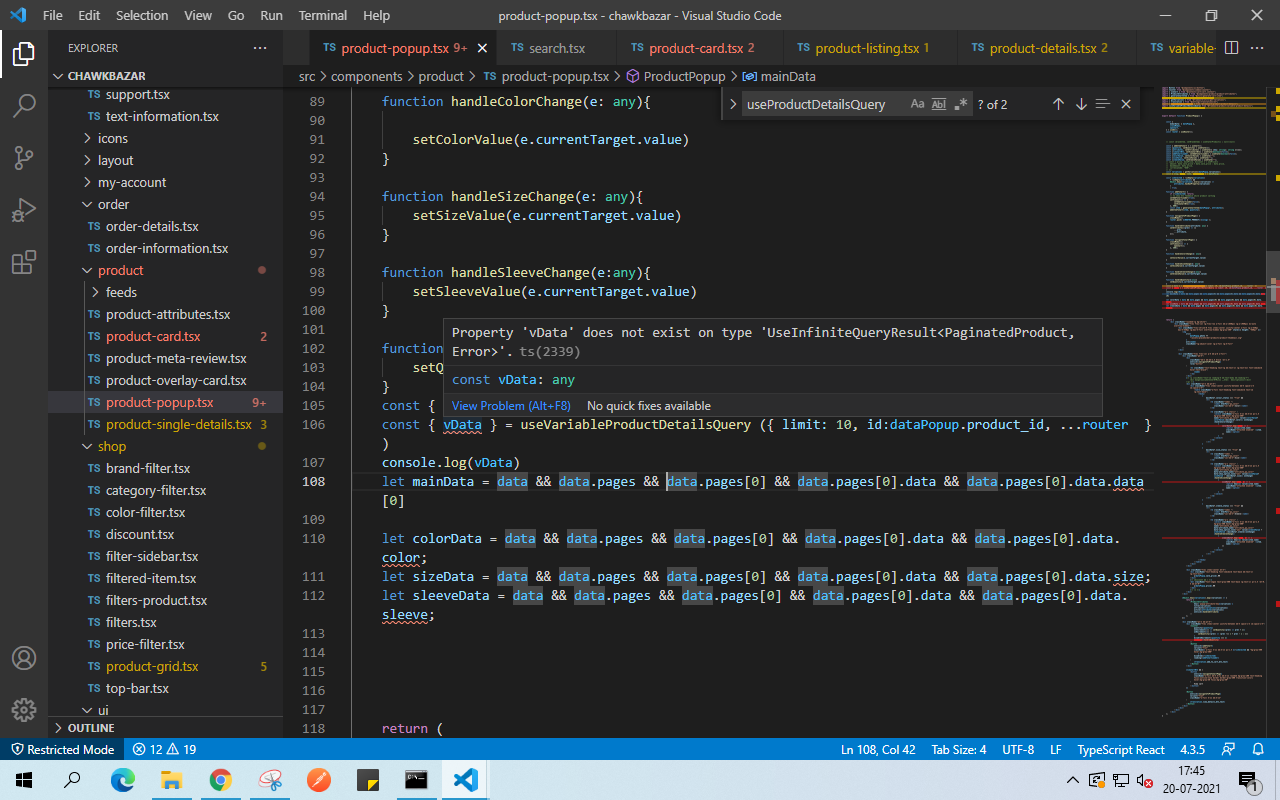 File Edit Selection View Go Run Terminal Help product-popup.tsx - chawkbazar - Visual Studio Code
EXPLORER ···
TS product-popup.tsx 9+ × TS search.tsx TS product-card.tsx 2 TS product-listing.tsx 1 TS product-details.tsx 2 TS variable- ···
CHAWKBAZAR
src > components > product > TS product-popup.tsx > ProductPopup > mainData
useProductDetailsQuery Aa Abl .* ? of 2
TS support.tsx
TS text-information.tsx
> icons
> layout
> my-account
order
TS order-details.tsx
TS order-information.tsx
product
> feeds
TS product-attributes.tsx
TS product-card.tsx 2
TS product-meta-review.tsx
TS product-overlay-card.tsx
TS product-popup.tsx 9+
TS product-single-details.tsx 3
shop
TS brand-filter.tsx
TS category-filter.tsx
TS color-filter.tsx
TS discount.tsx
TS filter-sidebar.tsx
TS filtered-item.tsx
TS filters-product.tsx
TS filters.tsx
TS price-filter.tsx
TS product-grid.tsx 5
TS top-bar.tsx
ui
> OUTLINE
89 function handleColorChange(e: any){
90
91 setColorValue(e.currentTarget.value)
92 }
93
94 function handleSizeChange(e: any){
95 setSizeValue(e.currentTarget.value)
96 }
97
98 function handleSleeveChange(e:any){
99 setSleeveValue(e.currentTarget.value)
100 }
101
Property 'vData' does not exist on type 'UseInfiniteQueryResult<PaginatedProduct,
Error>'. ts(2339)
const vData: any
View Problem (Alt+F8) No quick fixes available
102 function
103 setQ
104 }
105 const {
106 const { vData } = useVariableProductDetailsQuery ({ limit: 10, id:dataPopup.product_id, ...router }
)
107 console.log(vData)
108 let mainData = data && data.pages && data.pages[0] && data.pages[0].data && data.pages[0].data.data
[0]
109
110 let colorData = data && data.pages && data.pages[0] && data.pages[0].data && data.pages[0].data.
color;
111 let sizeData = data && data.pages && data.pages[0] && data.pages[0].data && data.pages[0].data.size;
112 let sleeveData = data && data.pages && data.pages[0] && data.pages[0].data && data.pages[0].data.
sleeve;
113
114
115
116
117
118 return (
Restricted Mode 12 19 Ln 108, Col 42 Tab Size: 4 UTF-8 LF TypeScript React 4.3.5
17:45
20-07-2021
1